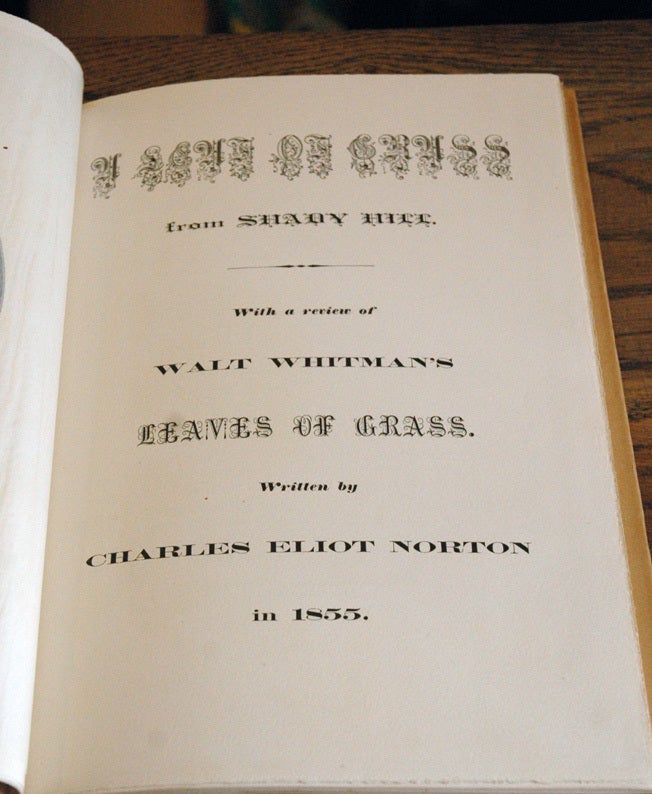 A LEAF OF GRASS
from SHADY HILL.
With a review of
WALT WHITMAN'S
LEAVES OF GRASS.
Written by
CHARLES ELIOT NORTON
in 1855.